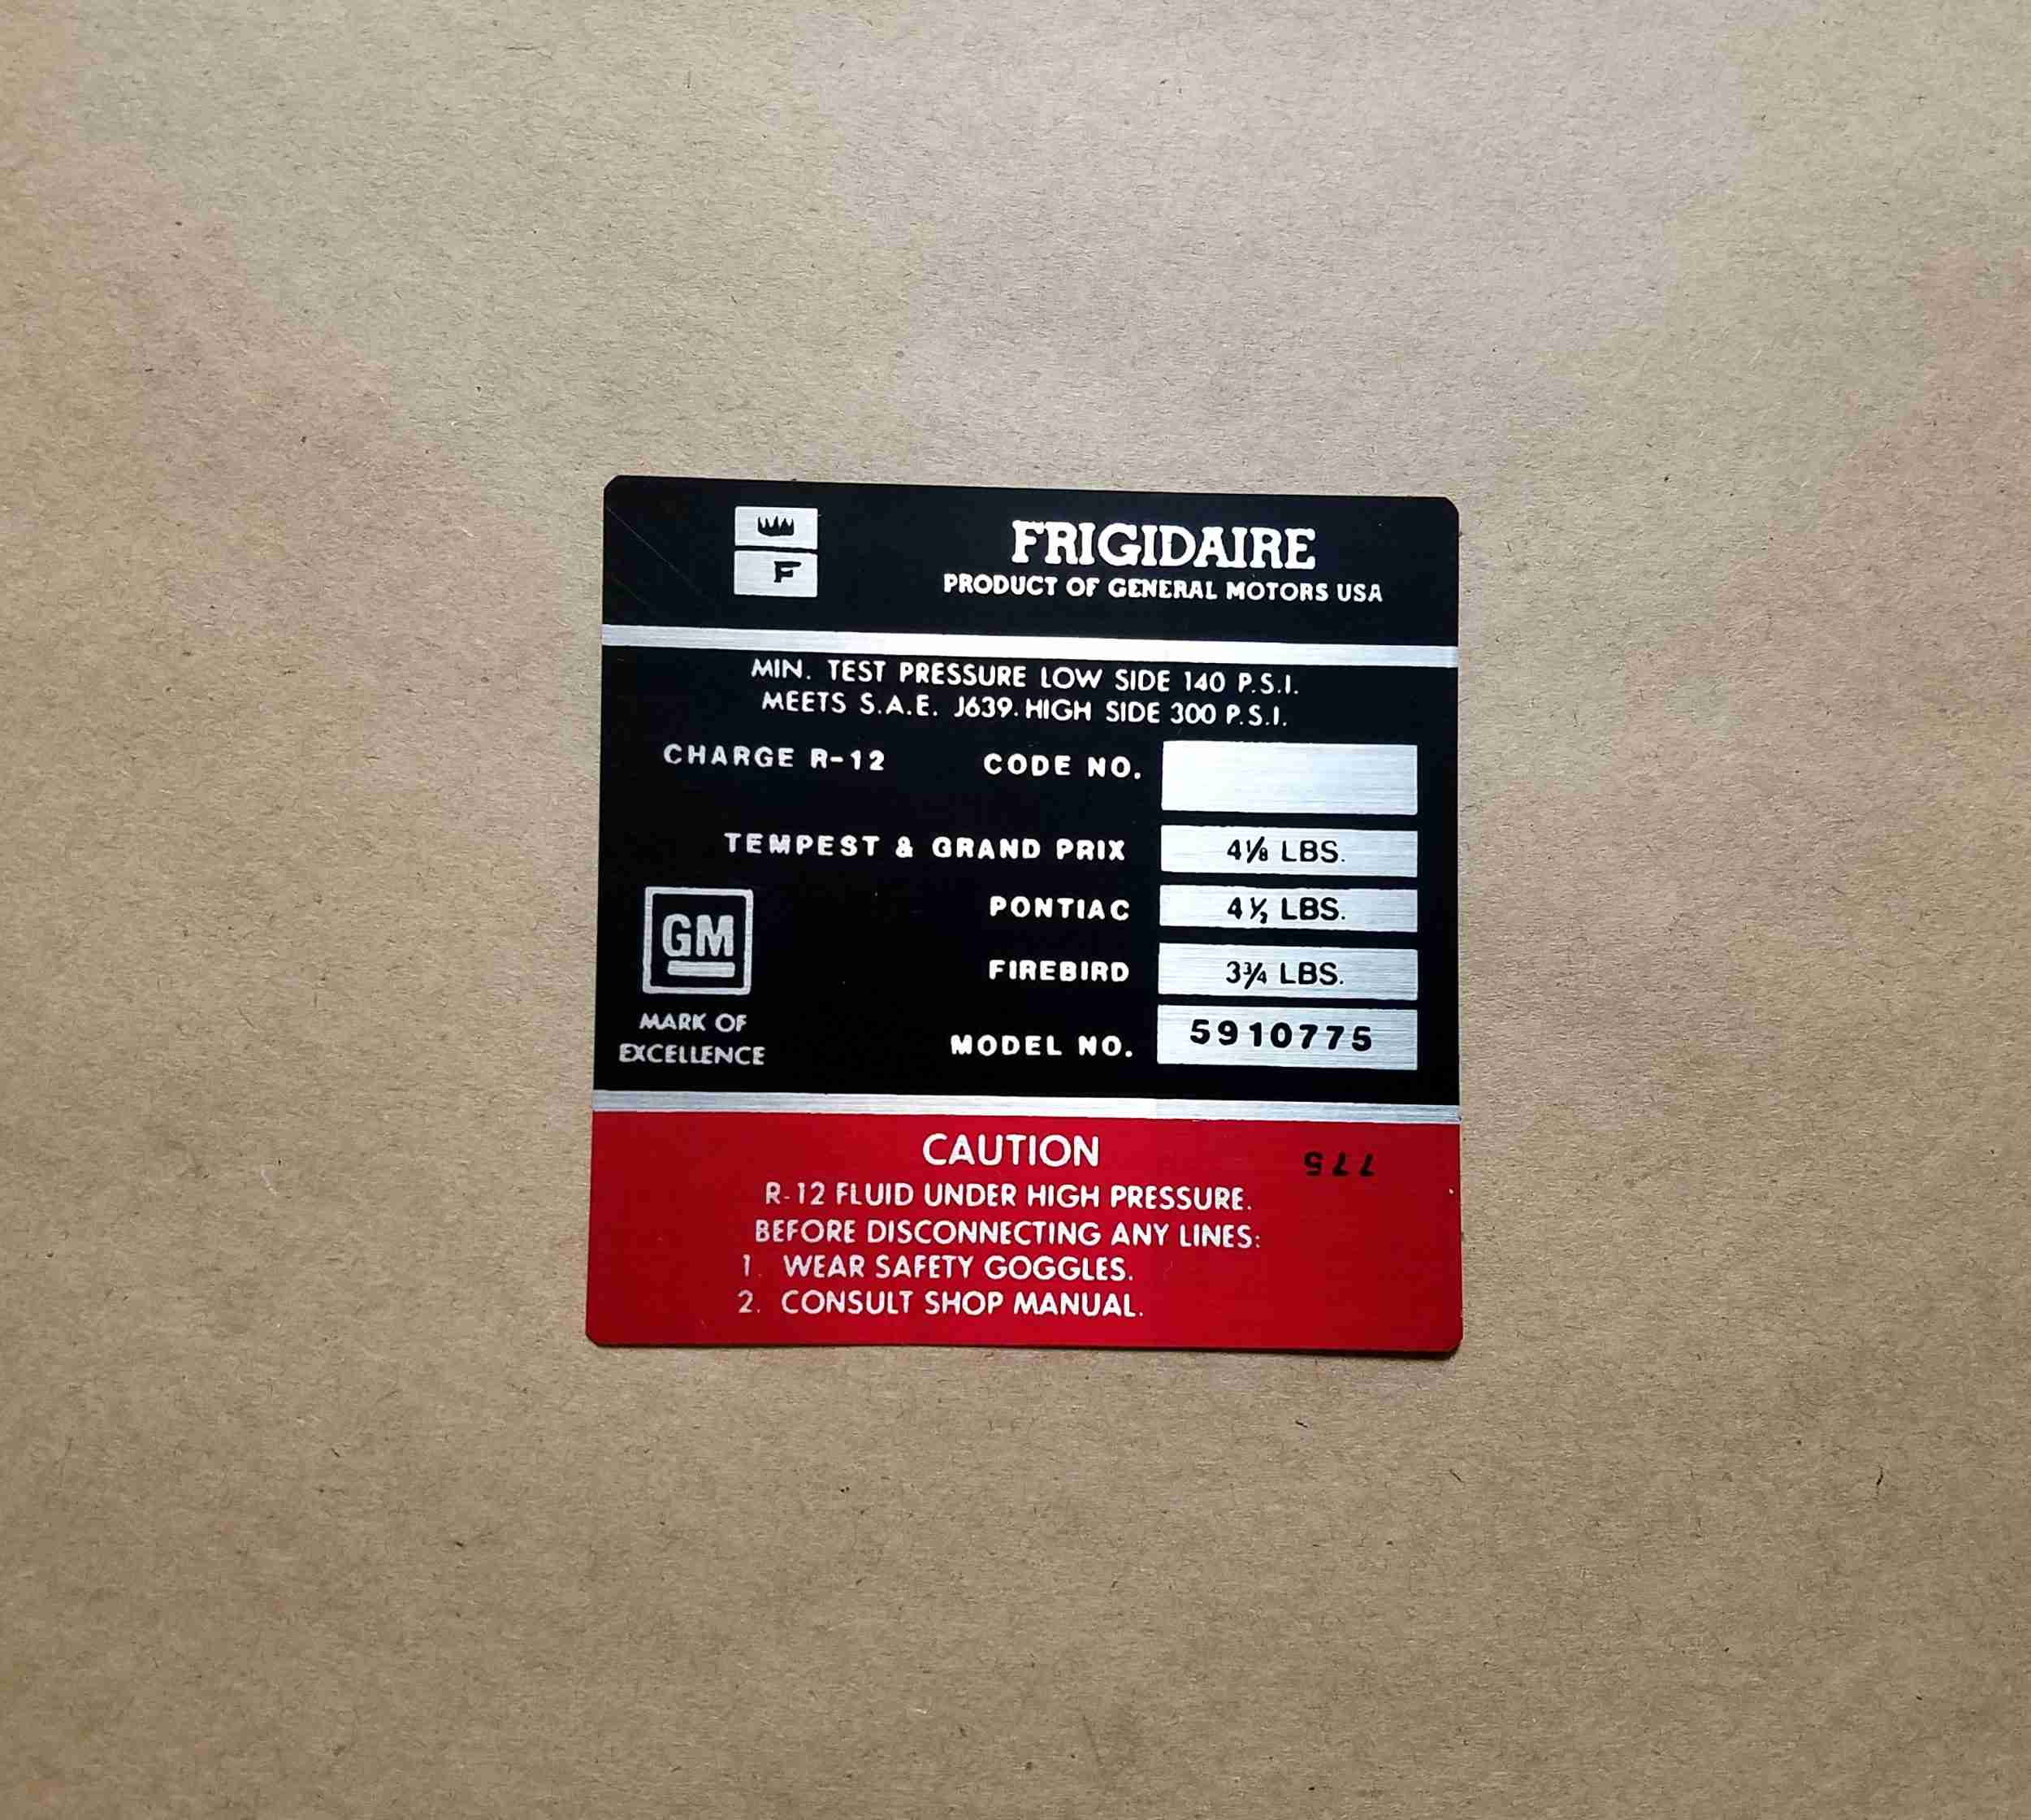 F
FRIGIDAIRE
PRODUCT OF GENERAL MOTORS USA
MIN. TEST PRESSURE LOW SIDE 140 P.S.I.
MEETS S.A.E. J639. HIGH SIDE 300 P.S.I.
CHARGE R-12 CODE NO.
TEMPEST & GRAND PRIX 4⅛ LBS.
PONTIAC 4½ LBS.
FIREBIRD 3¾ LBS.
GM
MARK OF
EXCELLENCE
MODEL NO. 5910775
CAUTION
775
R-12 FLUID UNDER HIGH PRESSURE.
BEFORE DISCONNECTING ANY LINES:
1. WEAR SAFETY GOGGLES.
2. CONSULT SHOP MANUAL.